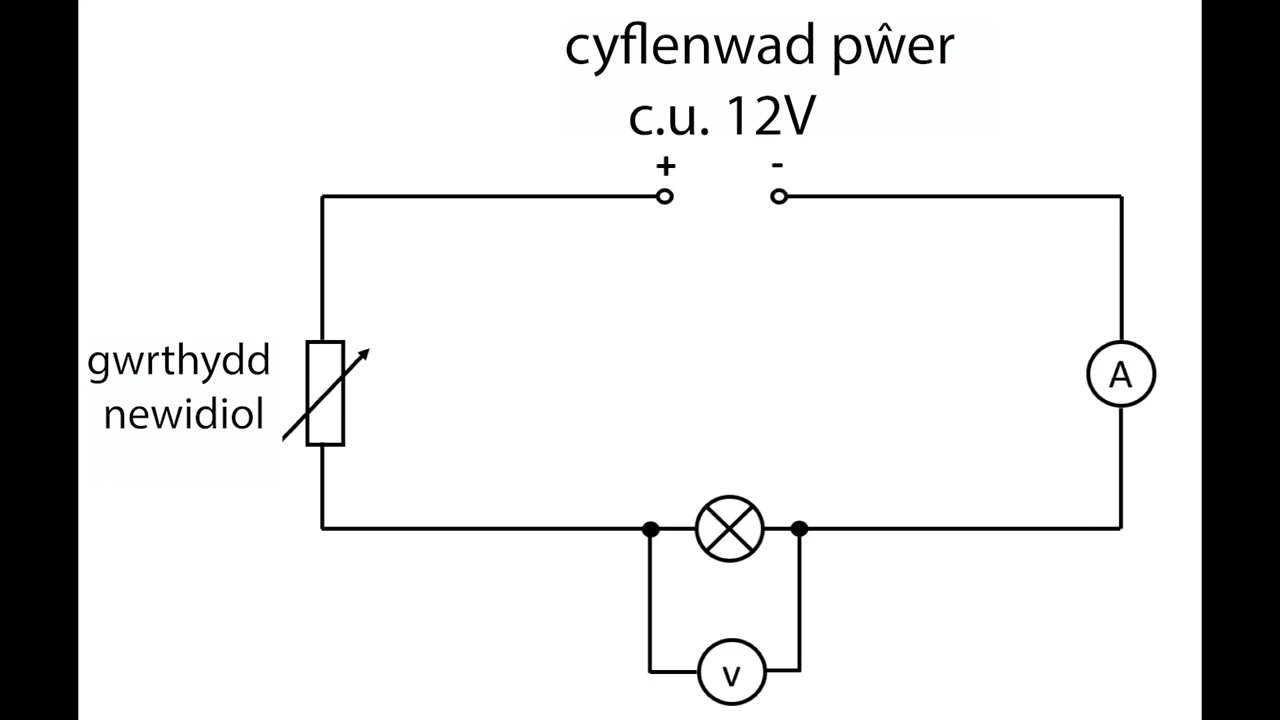 cyflenwad pŵer
c.u. 12V
+ -
gwrthydd
newidiol
A
v